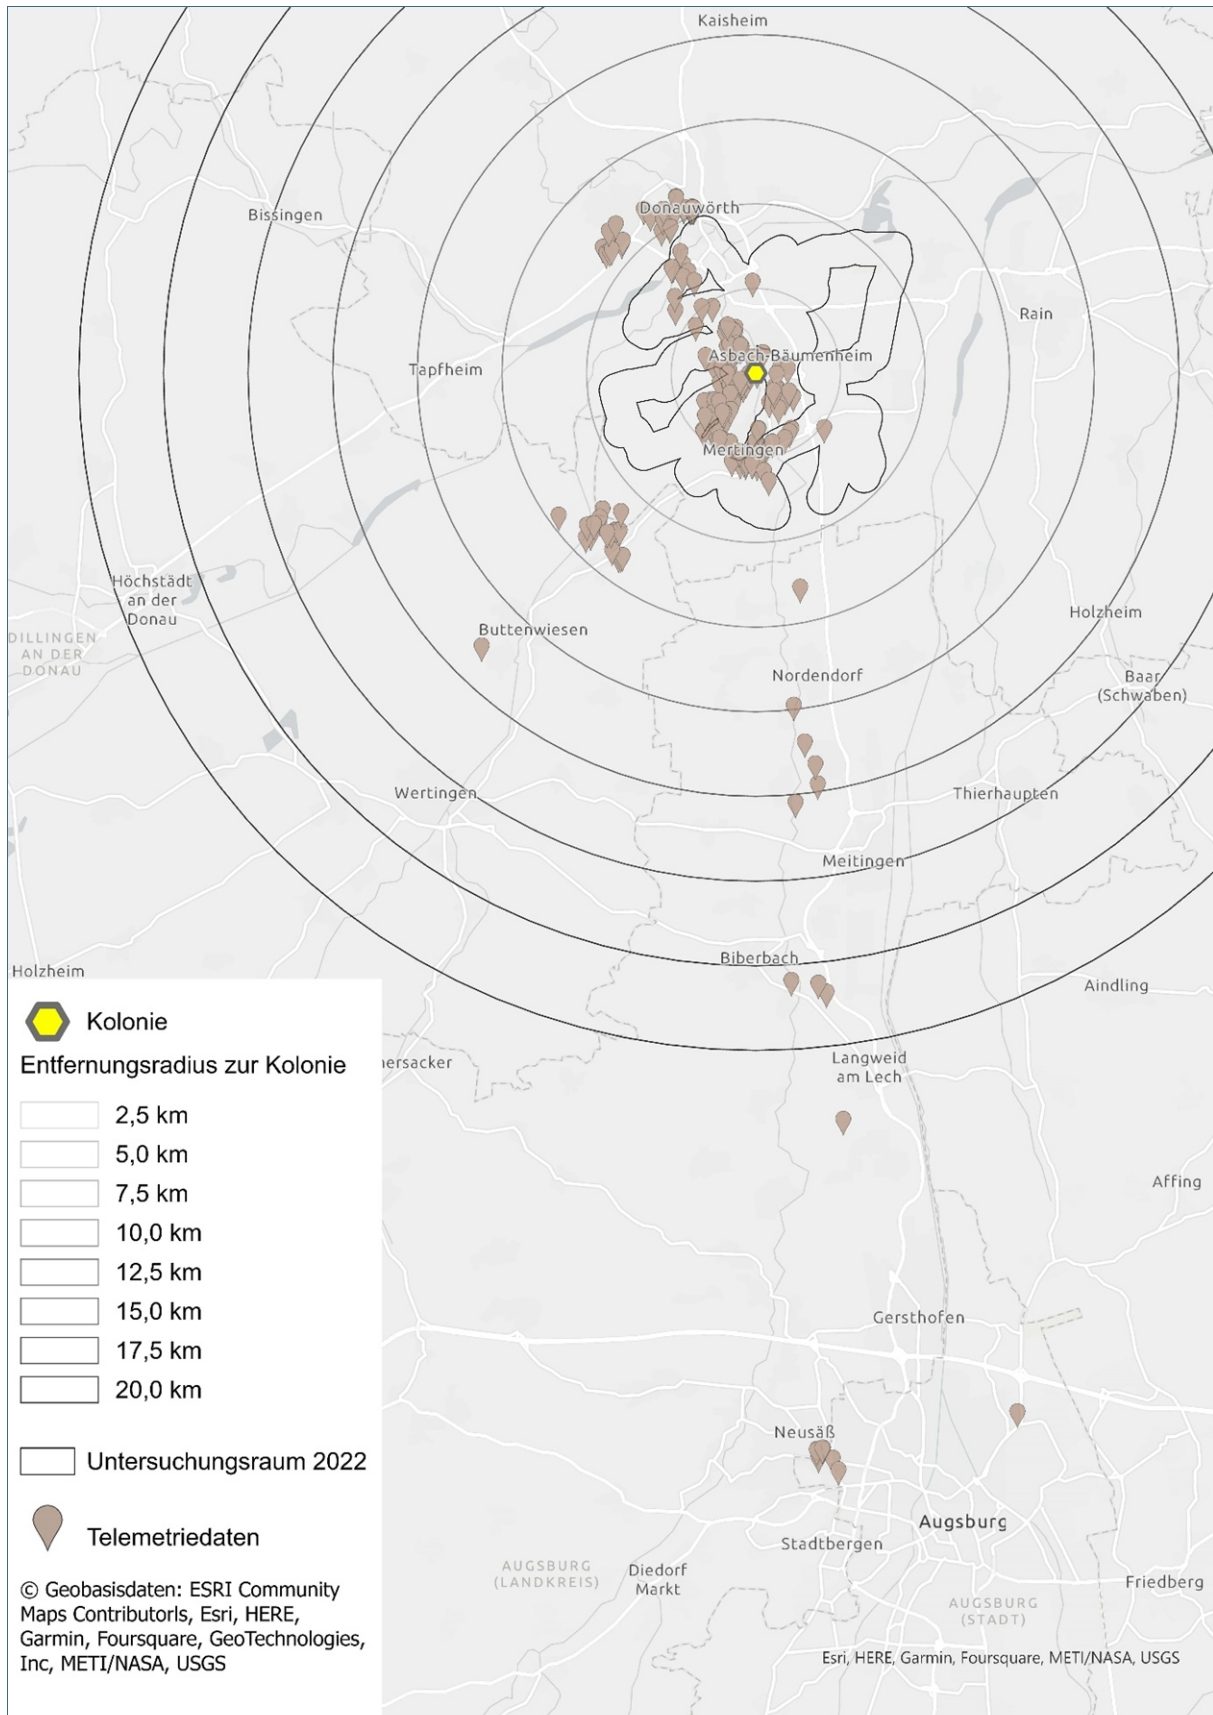 Kaisheim
Donauwörth
Bissingen
Rain
Asbach-Bäumenheim
Tapfheim
Mertingen
Höchstädt
an der
Donau
Holzheim
DILLINGEN
AN DER
DONAU
Buttenwiesen
Nordendorf
Baar
(Schwaben)
Wertingen
Thierhaupten
Meitingen
Biberbach
Holzheim
Aindling
Langweid
am Lech
Affing
Gersthofen
Neusäß
Augsburg
Stadtbergen
AUGSBURG
(LANDKREIS)
Diedorf
Markt
Friedberg
AUGSBURG
(STADT)
Esri, HERE, Garmin, Foursquare, METI/NASA, USGS
Kolonie
Entfernungsradius zur Kolonie
2,5 km
5,0 km
7,5 km
10,0 km
12,5 km
15,0 km
17,5 km
20,0 km
Untersuchungsraum 2022
Telemetriedaten
© Geobasisdaten: ESRI Community
Maps Contributorls, Esri, HERE,
Garmin, Foursquare, GeoTechnologies,
Inc, METI/NASA, USGS